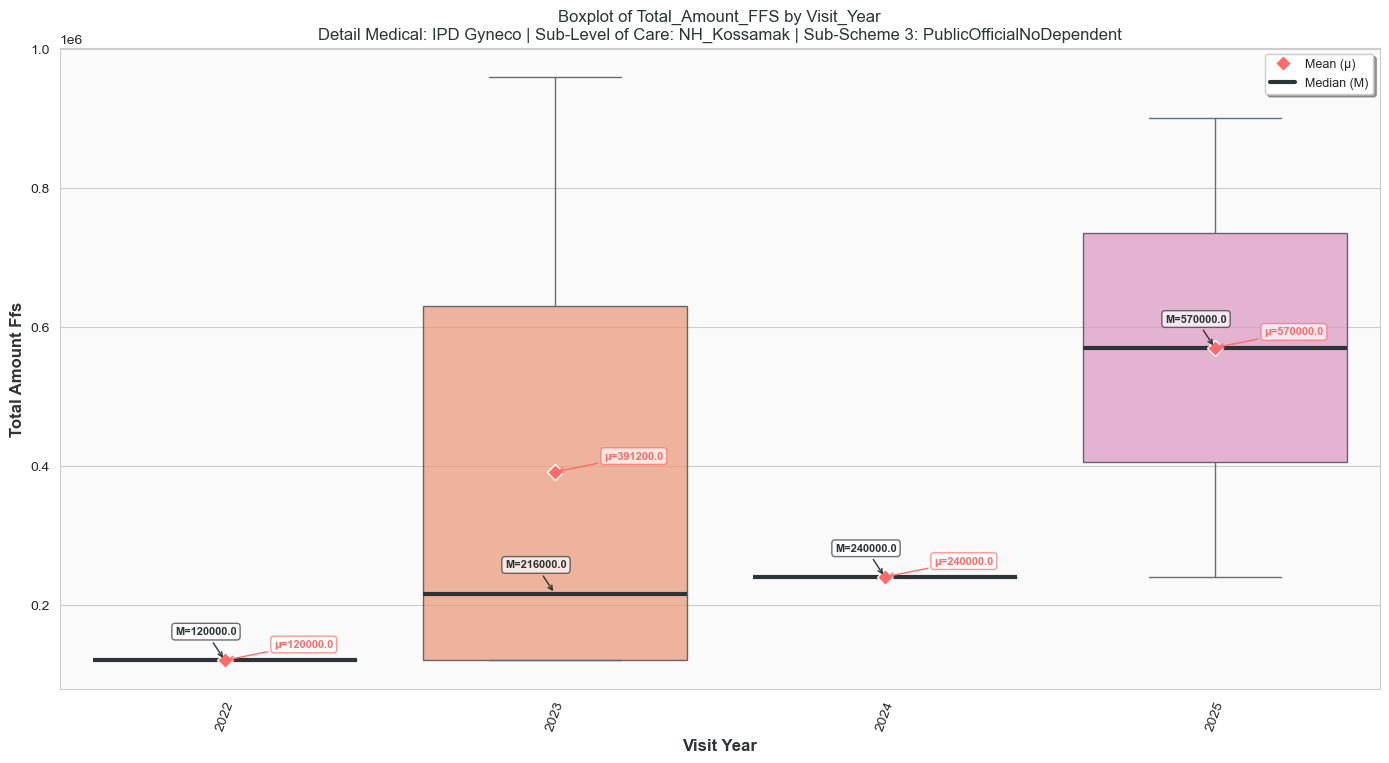 Boxplot of Total_Amount_FFS by Visit_Year
Detail Medical: IPD Gyneco | Sub-Level of Care: NH_Kossamak | Sub-Scheme 3: PublicOfficialNoDependent
1e6
1.0
0.8
0.6
0.4
0.2
Total Amount Ffs
Mean (μ)
Median (M)
M=120000.0
μ=120000.0
M=216000.0
μ=391200.0
M=240000.0
μ=240000.0
M=570000.0
μ=570000.0
2022
2023
2024
2025
Visit Year